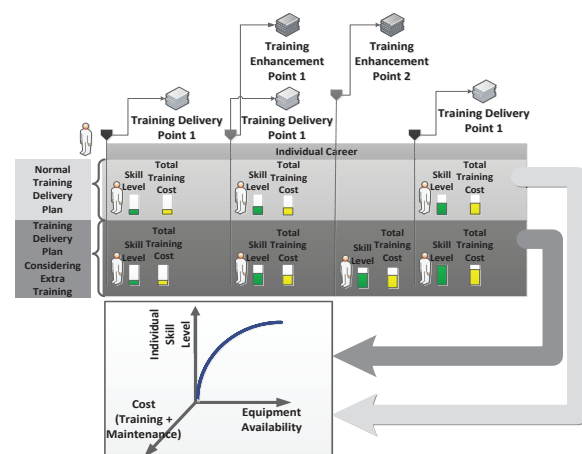 Training
Enhancement
Point 1
Training
Enhancement
Point 2
Training Delivery
Point 1
Training Delivery
Point 1
Training Delivery
Point 1
Individual Career
Normal
Training
Delivery
Plan
Skill
Level
Total
Training
Cost
Skill
Level
Total
Training
Cost
Skill
Level
Total
Training
Cost
Training
Delivery
Plan
Considering
Extra
Training
Skill
Level
Total
Training
Cost
Skill
Level
Total
Training
Cost
Skill
Level
Total
Training
Cost
Skill
Level
Total
Training
Cost
Individual
Skill
Level
Cost
(Training +
Maintenance)
Equipment
Availability